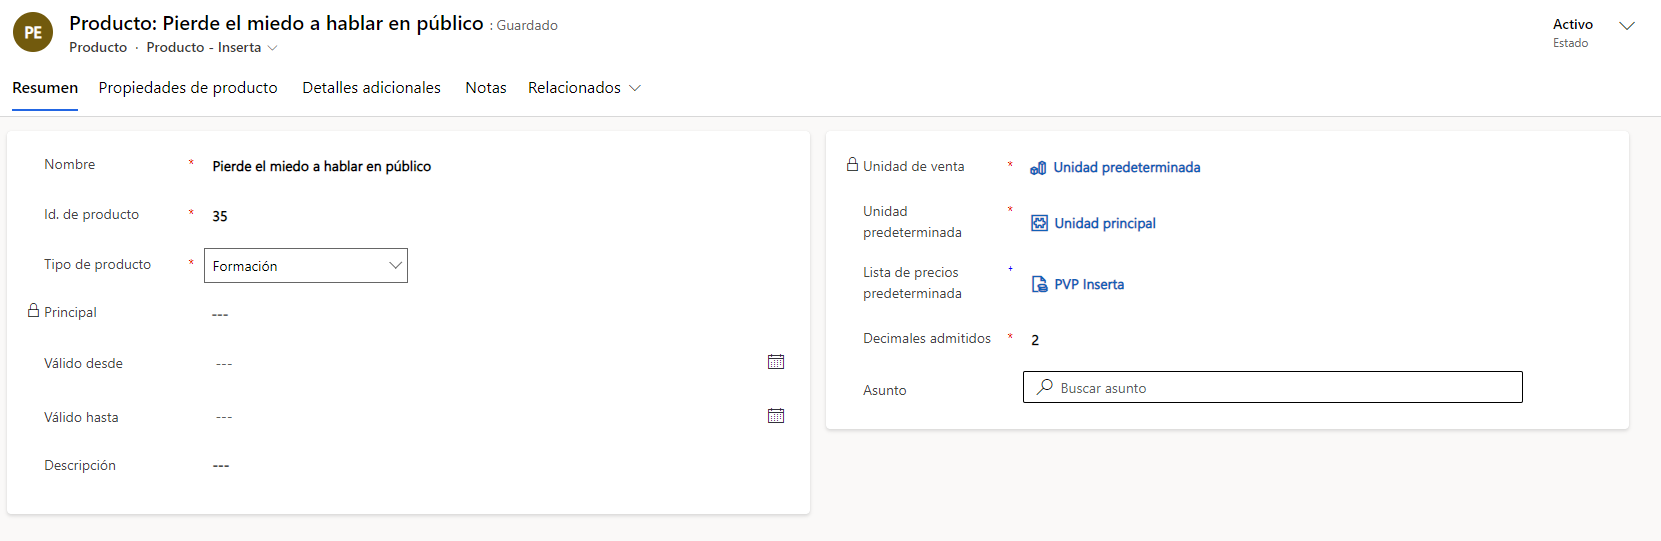 PE
Producto: Pierde el miedo a hablar en público : Guardado
Producto · Producto - Inserta
Activo
Estado
Resumen Propiedades de producto Detalles adicionales Notas Relacionados
Nombre * Pierde el miedo a hablar en público
Id. de producto * 35
Tipo de producto * Formación
Principal ---
Válido desde ---
Válido hasta ---
Descripción ---
Unidad de venta * Unidad predeterminada
Unidad
predeterminada * Unidad principal
Lista de precios
predeterminada + PVP Inserta
Decimales admitidos * 2
Asunto Buscar asunto